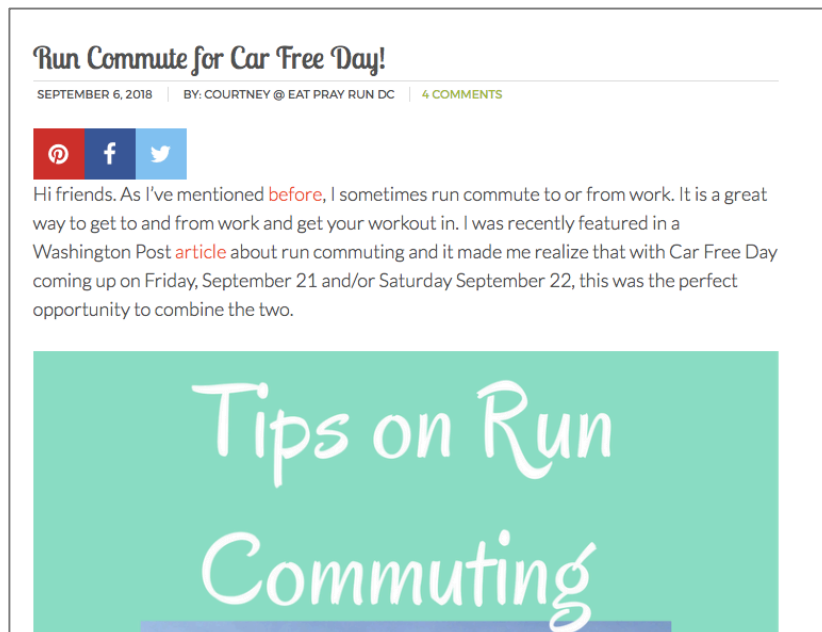 Run Commute for Car Free Day!
SEPTEMBER 6, 2018 | BY: COURTNEY @ EAT PRAY RUN DC | 4 COMMENTS
Hi friends. As I've mentioned before, I sometimes run commute to or from work. It is a great
way to get to and from work and get your workout in. I was recently featured in a
Washington Post article about run commuting and it made me realize that with Car Free Day
coming up on Friday, September 21 and/or Saturday September 22, this was the perfect
opportunity to combine the two.
Tips on Run
Commuting